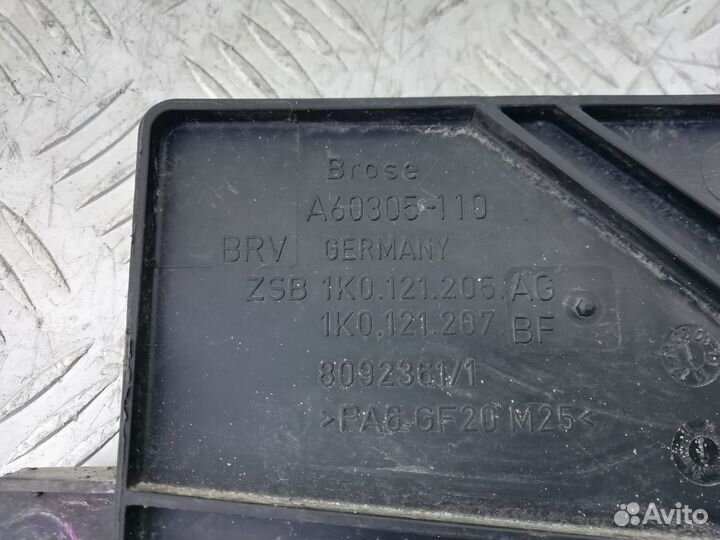 Brose
A60305-110
BRV GERMANY
ZSB 1K0.121.205.AG
1K0,121.207.BF
8092361/1
>PA6-GF20 M25<
Avito